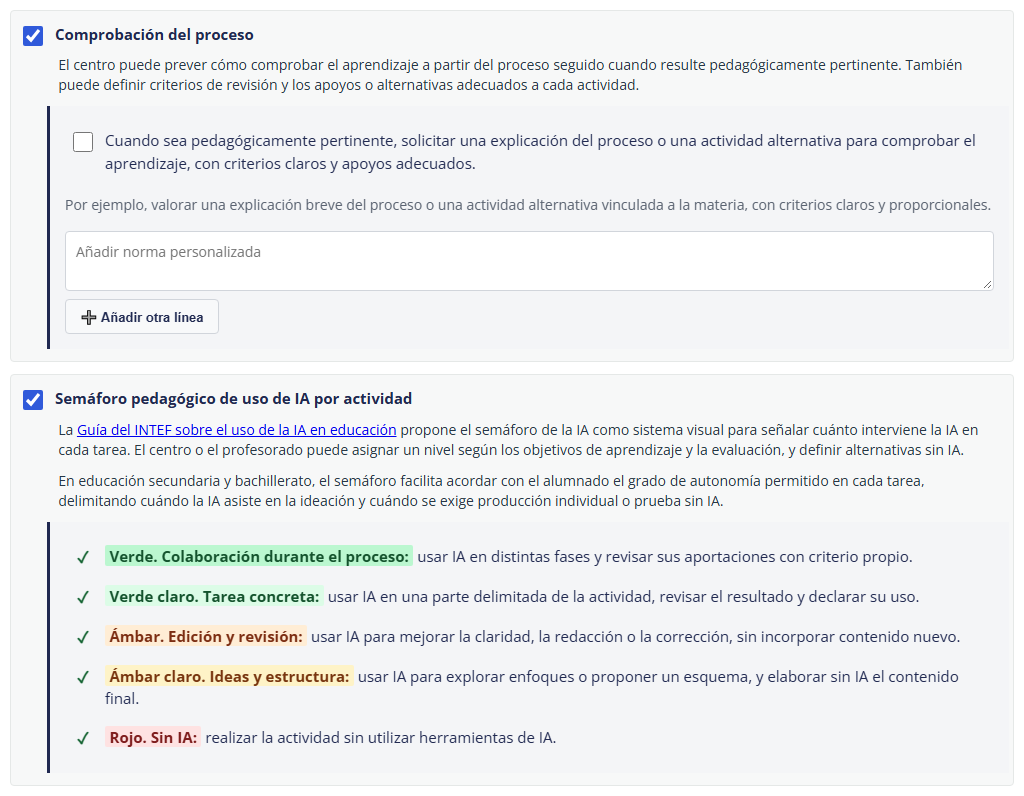 Comprobación del proceso
El centro puede prever cómo comprobar el aprendizaje a partir del proceso seguido cuando resulte pedagógicamente pertinente. También
puede definir criterios de revisión y los apoyos o alternativas adecuados a cada actividad.
Cuando sea pedagógicamente pertinente, solicitar una explicación del proceso o una actividad alternativa para comprobar el
aprendizaje, con criterios claros y apoyos adecuados.
Por ejemplo, valorar una explicación breve del proceso o una actividad alternativa vinculada a la materia, con criterios claros y proporcionales.
Añadir norma personalizada
Añadir otra línea
Semáforo pedagógico de uso de IA por actividad
La Guía del INTEF sobre el uso de la IA en educación propone el semáforo de la IA como sistema visual para señalar cuánto interviene la IA en
cada tarea. El centro o el profesorado puede asignar un nivel según los objetivos de aprendizaje y la evaluación, y definir alternativas sin IA.
En educación secundaria y bachillerato, el semáforo facilita acordar con el alumnado el grado de autonomía permitido en cada tarea,
delimitando cuándo la IA asiste en la ideación y cuándo se exige producción individual o prueba sin IA.
Verde. Colaboración durante el proceso: usar IA en distintas fases y revisar sus aportaciones con criterio propio.
Verde claro. Tarea concreta: usar IA en una parte delimitada de la actividad, revisar el resultado y declarar su uso.
Ámbar. Edición y revisión: usar IA para mejorar la claridad, la redacción o la corrección, sin incorporar contenido nuevo.
Ámbar claro. Ideas y estructura: usar IA para explorar enfoques o proponer un esquema, y elaborar sin IA el contenido
final.
Rojo. Sin IA: realizar la actividad sin utilizar herramientas de IA.